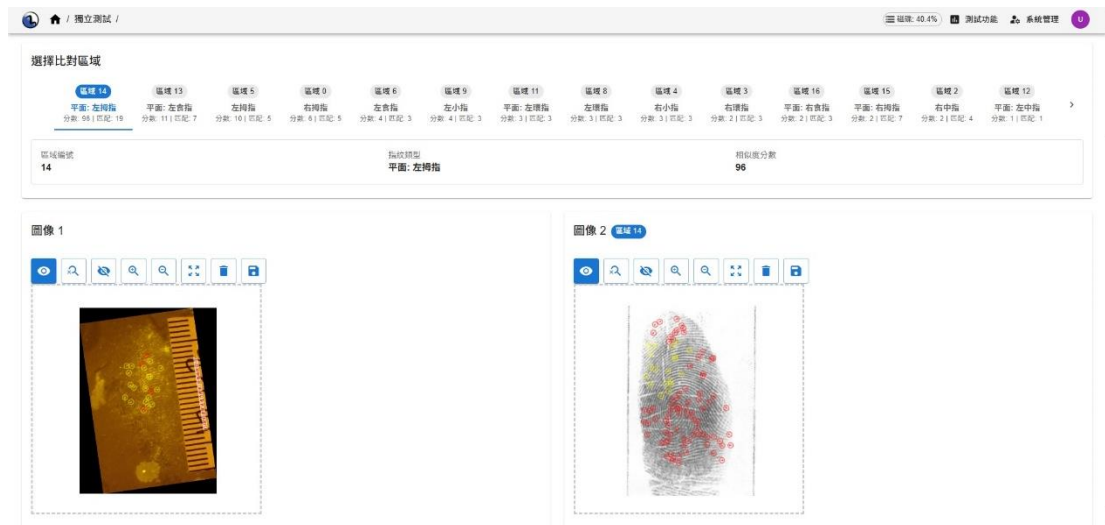 / 獨立測試 /
磁碟: 40.4%
測試功能
系統管理
U
選擇比對區域
區域 14
平面: 左拇指
分數: 96 | 匹配: 19
區域 13
平面: 左食指
分數: 11 | 匹配: 7
區域 5
左拇指
分數: 10 | 匹配: 5
區域 0
右拇指
分數: 6 | 匹配: 5
區域 6
左食指
分數: 4 | 匹配: 3
區域 9
左小指
分數: 4 | 匹配: 3
區域 11
平面: 左環指
分數: 3 | 匹配: 3
區域 8
左環指
分數: 3 | 匹配: 3
區域 4
右小指
分數: 3 | 匹配: 3
區域 3
右環指
分數: 2 | 匹配: 3
區域 16
平面: 右食指
分數: 2 | 匹配: 3
區域 15
平面: 右拇指
分數: 2 | 匹配: 7
區域 2
右中指
分數: 2 | 匹配: 4
區域 12
平面: 左中指
分數: 1 | 匹配: 1
區域編號
14
指紋類型
平面: 左拇指
相似度分數
96
圖像 1
圖像 2
區域 14